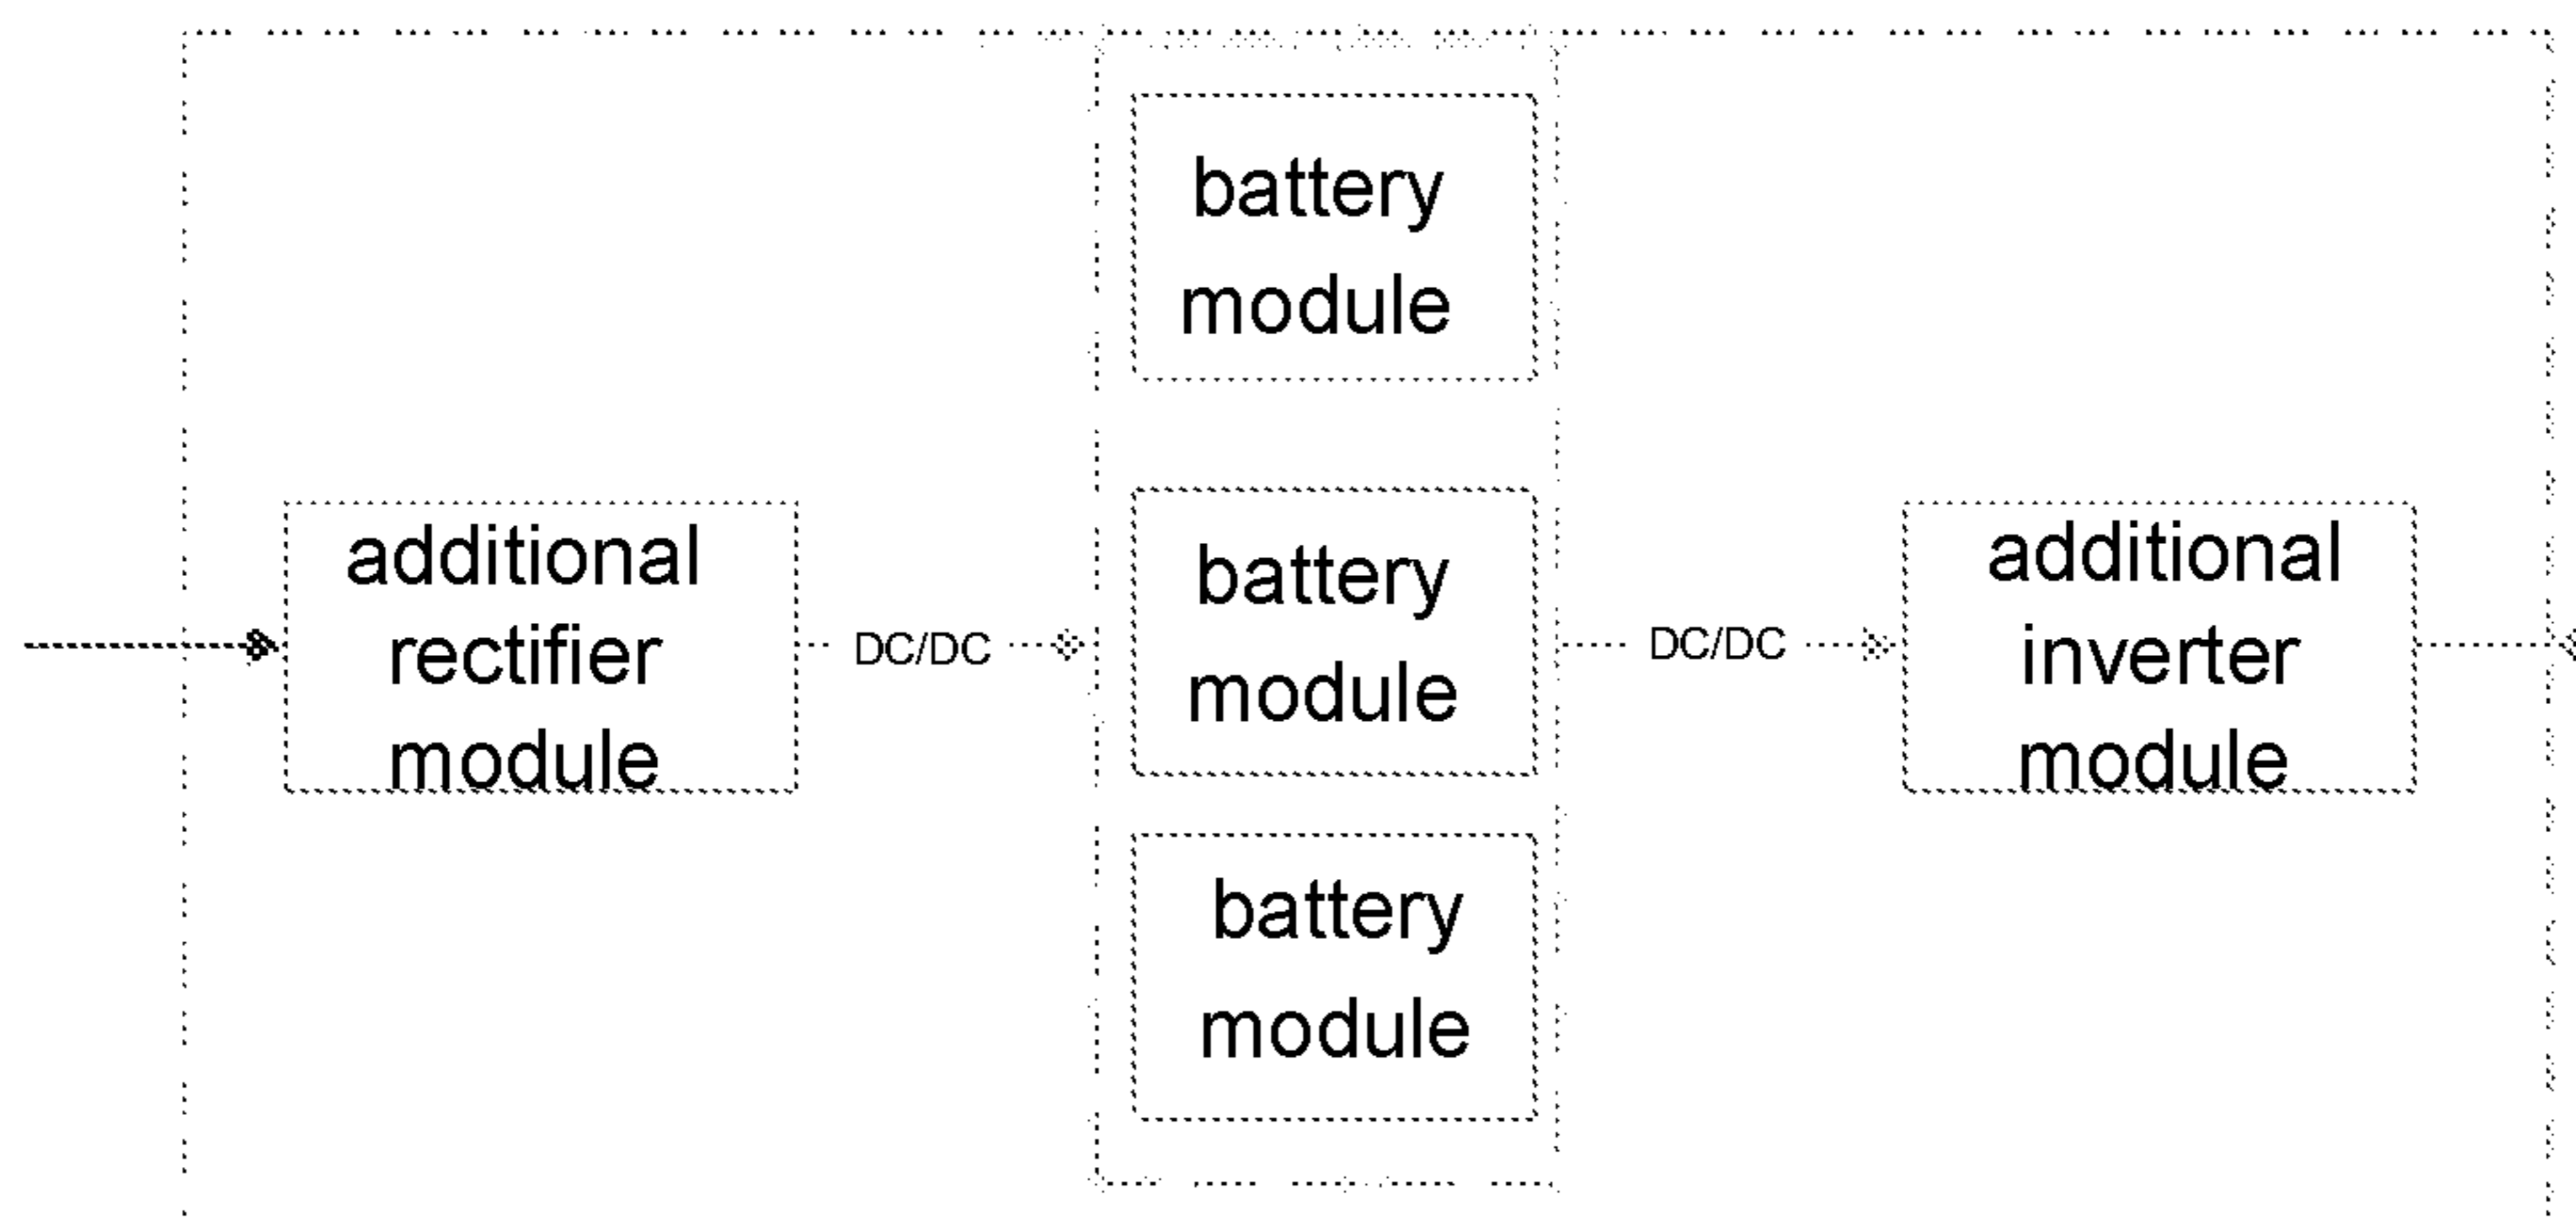 battery
module
additional
rectifier
module
DC/DC
battery
module
DC/DC
additional
inverter
module
battery
module